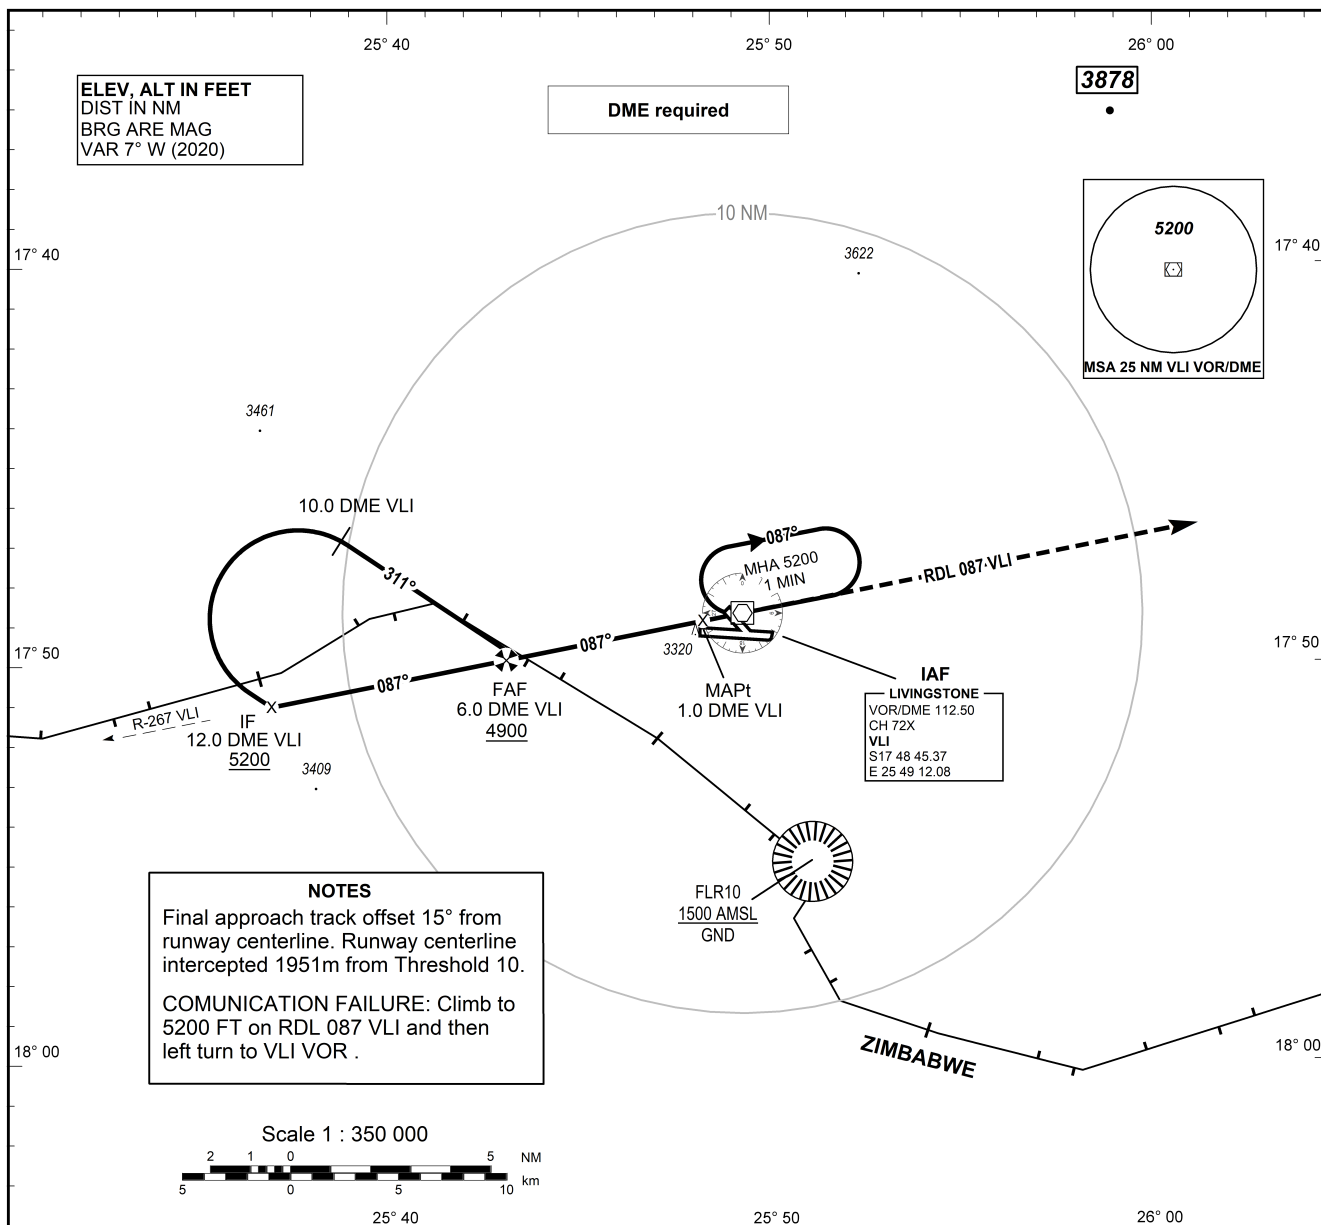 25° 40
25° 50
26° 00
ELEV, ALT IN FEET
DIST IN NM
BRG ARE MAG
VAR 7° W (2020)
DME required
3878
5200
MSA 25 NM VLI VOR/DME
10 NM
17° 40
17° 40
3622
3461
10.0 DME VLI
311°
087°
MHA 5200
1 MIN
RDL 087 VLI
087°
3320
17° 50
17° 50
087°
FAF
6.0 DME VLI
4900
MAPt
1.0 DME VLI
R-267 VLI
IF
12.0 DME VLI
5200
3409
IAF
LIVINGSTONE
VOR/DME 112.50
CH 72X
VLI
S17 48 45.37
E 25 49 12.08
FLR10
1500 AMSL
GND
NOTES
Final approach track offset 15° from
runway centerline. Runway centerline
intercepted 1951m from Threshold 10.
COMUNICATION FAILURE: Climb to
5200 FT on RDL 087 VLI and then
left turn to VLI VOR .
18° 00
18° 00
ZIMBABWE
Scale 1 : 350 000
2 1 0 5 NM
5 0 5 10 km
25° 40
25° 50
26° 00